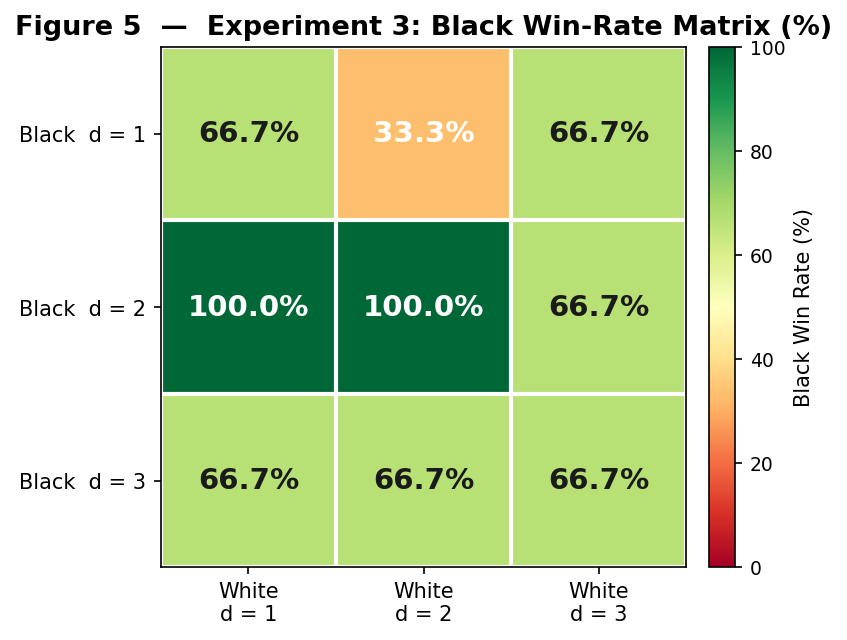 Figure 5  —  Experiment 3: Black Win-Rate Matrix (%)
Black  d = 1
66.7%
33.3%
66.7%
Black  d = 2
100.0%
100.0%
66.7%
Black  d = 3
66.7%
66.7%
66.7%
White
d = 1
White
d = 2
White
d = 3
100
80
60
40
20
0
Black Win Rate (%)